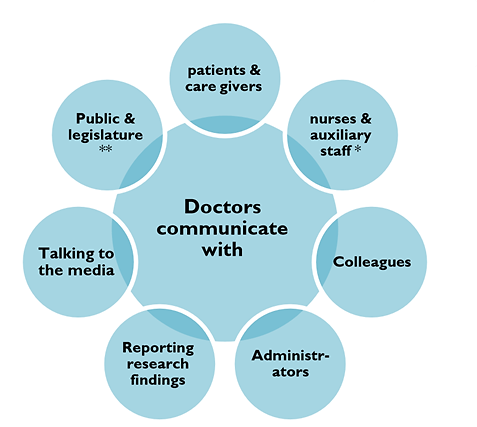 patients &
care givers
nurses &
auxiliary
staff *
Colleagues
Administr-
ators
Reporting
research
findings
Talking to
the media
Public &
legislature
**
Doctors
communicate
with